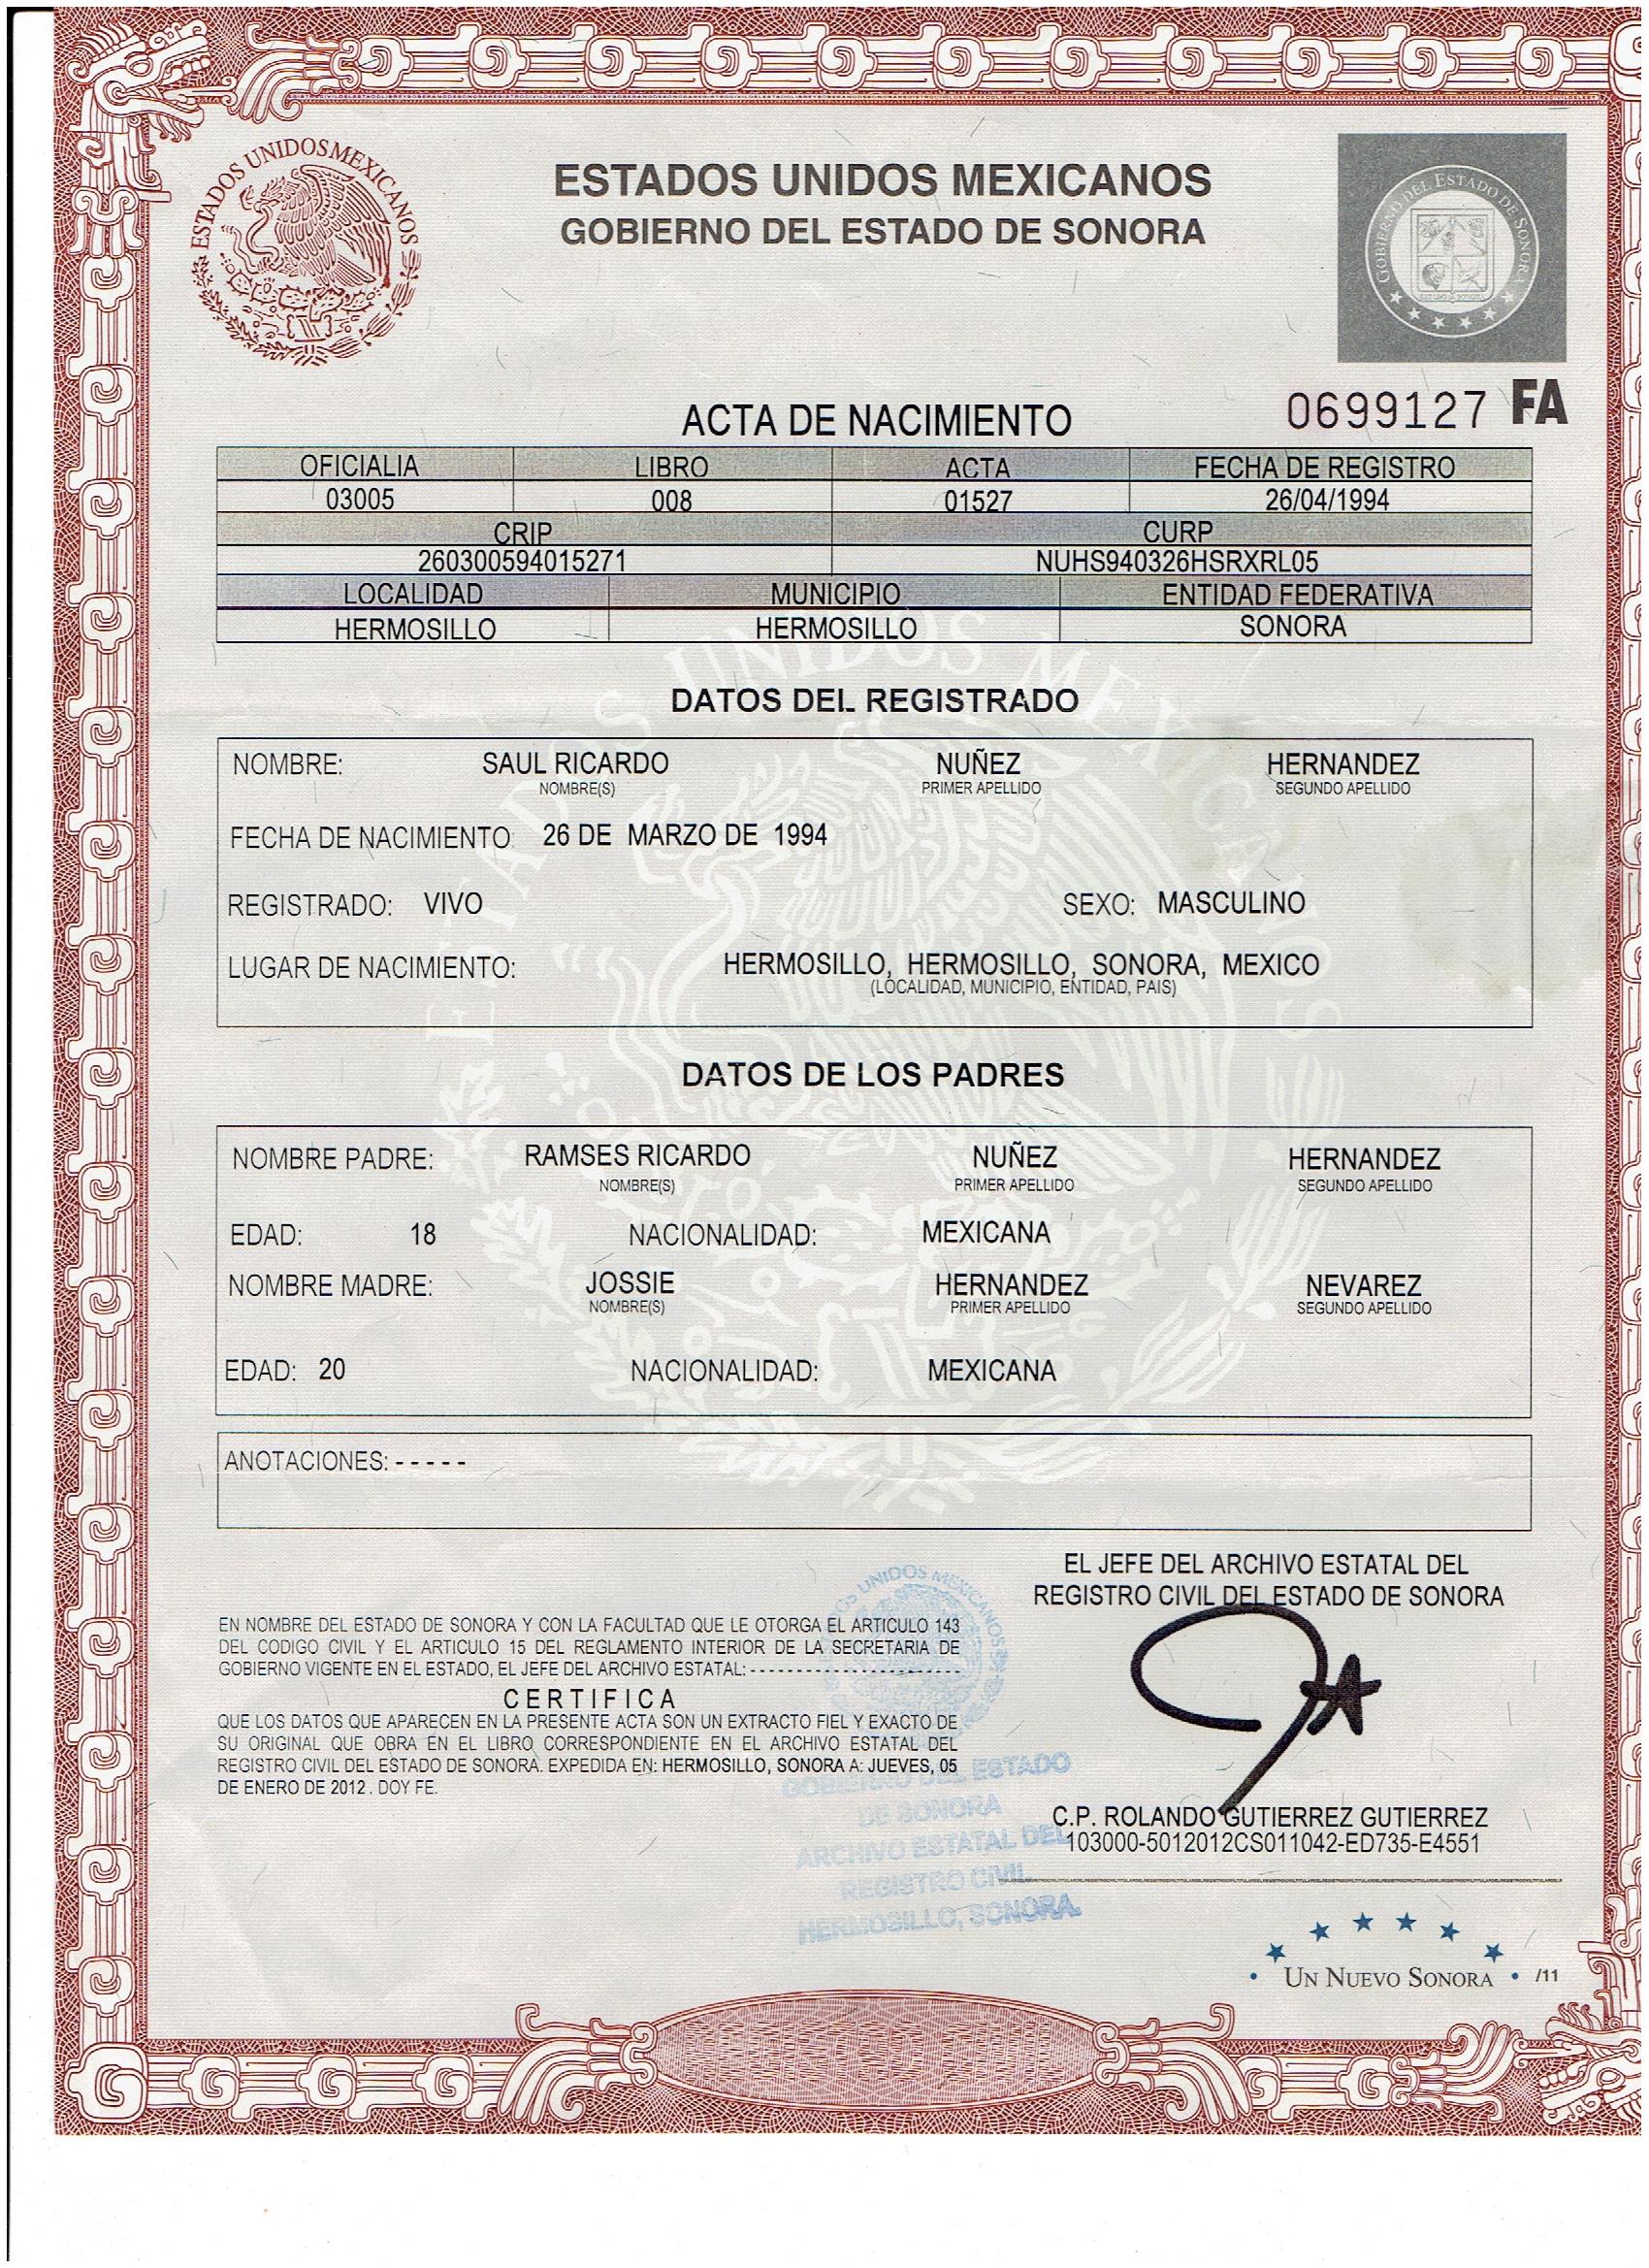 ESTADOS UNIDOS MEXICANOS
ESTADOS UNIDOS MEXICANOS
GOBIERNO DEL ESTADO DE SONORA
GOBIERNO DEL ESTADO DE SONORA
ACTA DE NACIMIENTO
0699127 FA
OFICIALIA LIBRO ACTA FECHA DE REGISTRO
03005 008 01527 26/04/1994
CRIP CURP
260300594015271 NUHS940326HSRXRL05
LOCALIDAD MUNICIPIO ENTIDAD FEDERATIVA
HERMOSILLO HERMOSILLO SONORA
ESTADOS UNIDOS MEXICANOS
DATOS DEL REGISTRADO
NOMBRE: SAUL RICARDO NUÑEZ HERNANDEZ
NOMBRE(S) PRIMER APELLIDO SEGUNDO APELLIDO
FECHA DE NACIMIENTO: 26 DE MARZO DE 1994
REGISTRADO: VIVO SEXO: MASCULINO
LUGAR DE NACIMIENTO: HERMOSILLO, HERMOSILLO, SONORA, MEXICO
(LOCALIDAD, MUNICIPIO, ENTIDAD, PAIS)
DATOS DE LOS PADRES
NOMBRE PADRE: RAMSES RICARDO NUÑEZ HERNANDEZ
NOMBRE(S) PRIMER APELLIDO SEGUNDO APELLIDO
EDAD: 18 NACIONALIDAD: MEXICANA
NOMBRE MADRE: JOSSIE HERNANDEZ NEVAREZ
NOMBRE(S) PRIMER APELLIDO SEGUNDO APELLIDO
EDAD: 20 NACIONALIDAD: MEXICANA
ANOTACIONES: - - - - -
EL JEFE DEL ARCHIVO ESTATAL DEL
REGISTRO CIVIL DEL ESTADO DE SONORA
EN NOMBRE DEL ESTADO DE SONORA Y CON LA FACULTAD QUE LE OTORGA EL ARTICULO 143
DEL CODIGO CIVIL Y EL ARTICULO 15 DEL REGLAMENTO INTERIOR DE LA SECRETARIA DE
GOBIERNO VIGENTE EN EL ESTADO, EL JEFE DEL ARCHIVO ESTATAL: - - - - - - - - - - - - - - - - - - - - - - -
CERTIFICA
QUE LOS DATOS QUE APARECEN EN LA PRESENTE ACTA SON UN EXTRACTO FIEL Y EXACTO DE
SU ORIGINAL QUE OBRA EN EL LIBRO CORRESPONDIENTE EN EL ARCHIVO ESTATAL DEL
REGISTRO CIVIL DEL ESTADO DE SONORA. EXPEDIDA EN: HERMOSILLO, SONORA A: JUEVES, 05
DE ENERO DE 2012 . DOY FE.
UNIDOS MEXICANOS
GOBIERNO DEL ESTADO
DE SONORA
ARCHIVO ESTATAL DEL
REGISTRO CIVIL
HERMOSILLO, SONORA.
C.P. ROLANDO GUTIERREZ GUTIERREZ
103000-5012012CS011042-ED735-E4551
• UN NUEVO SONORA • /11